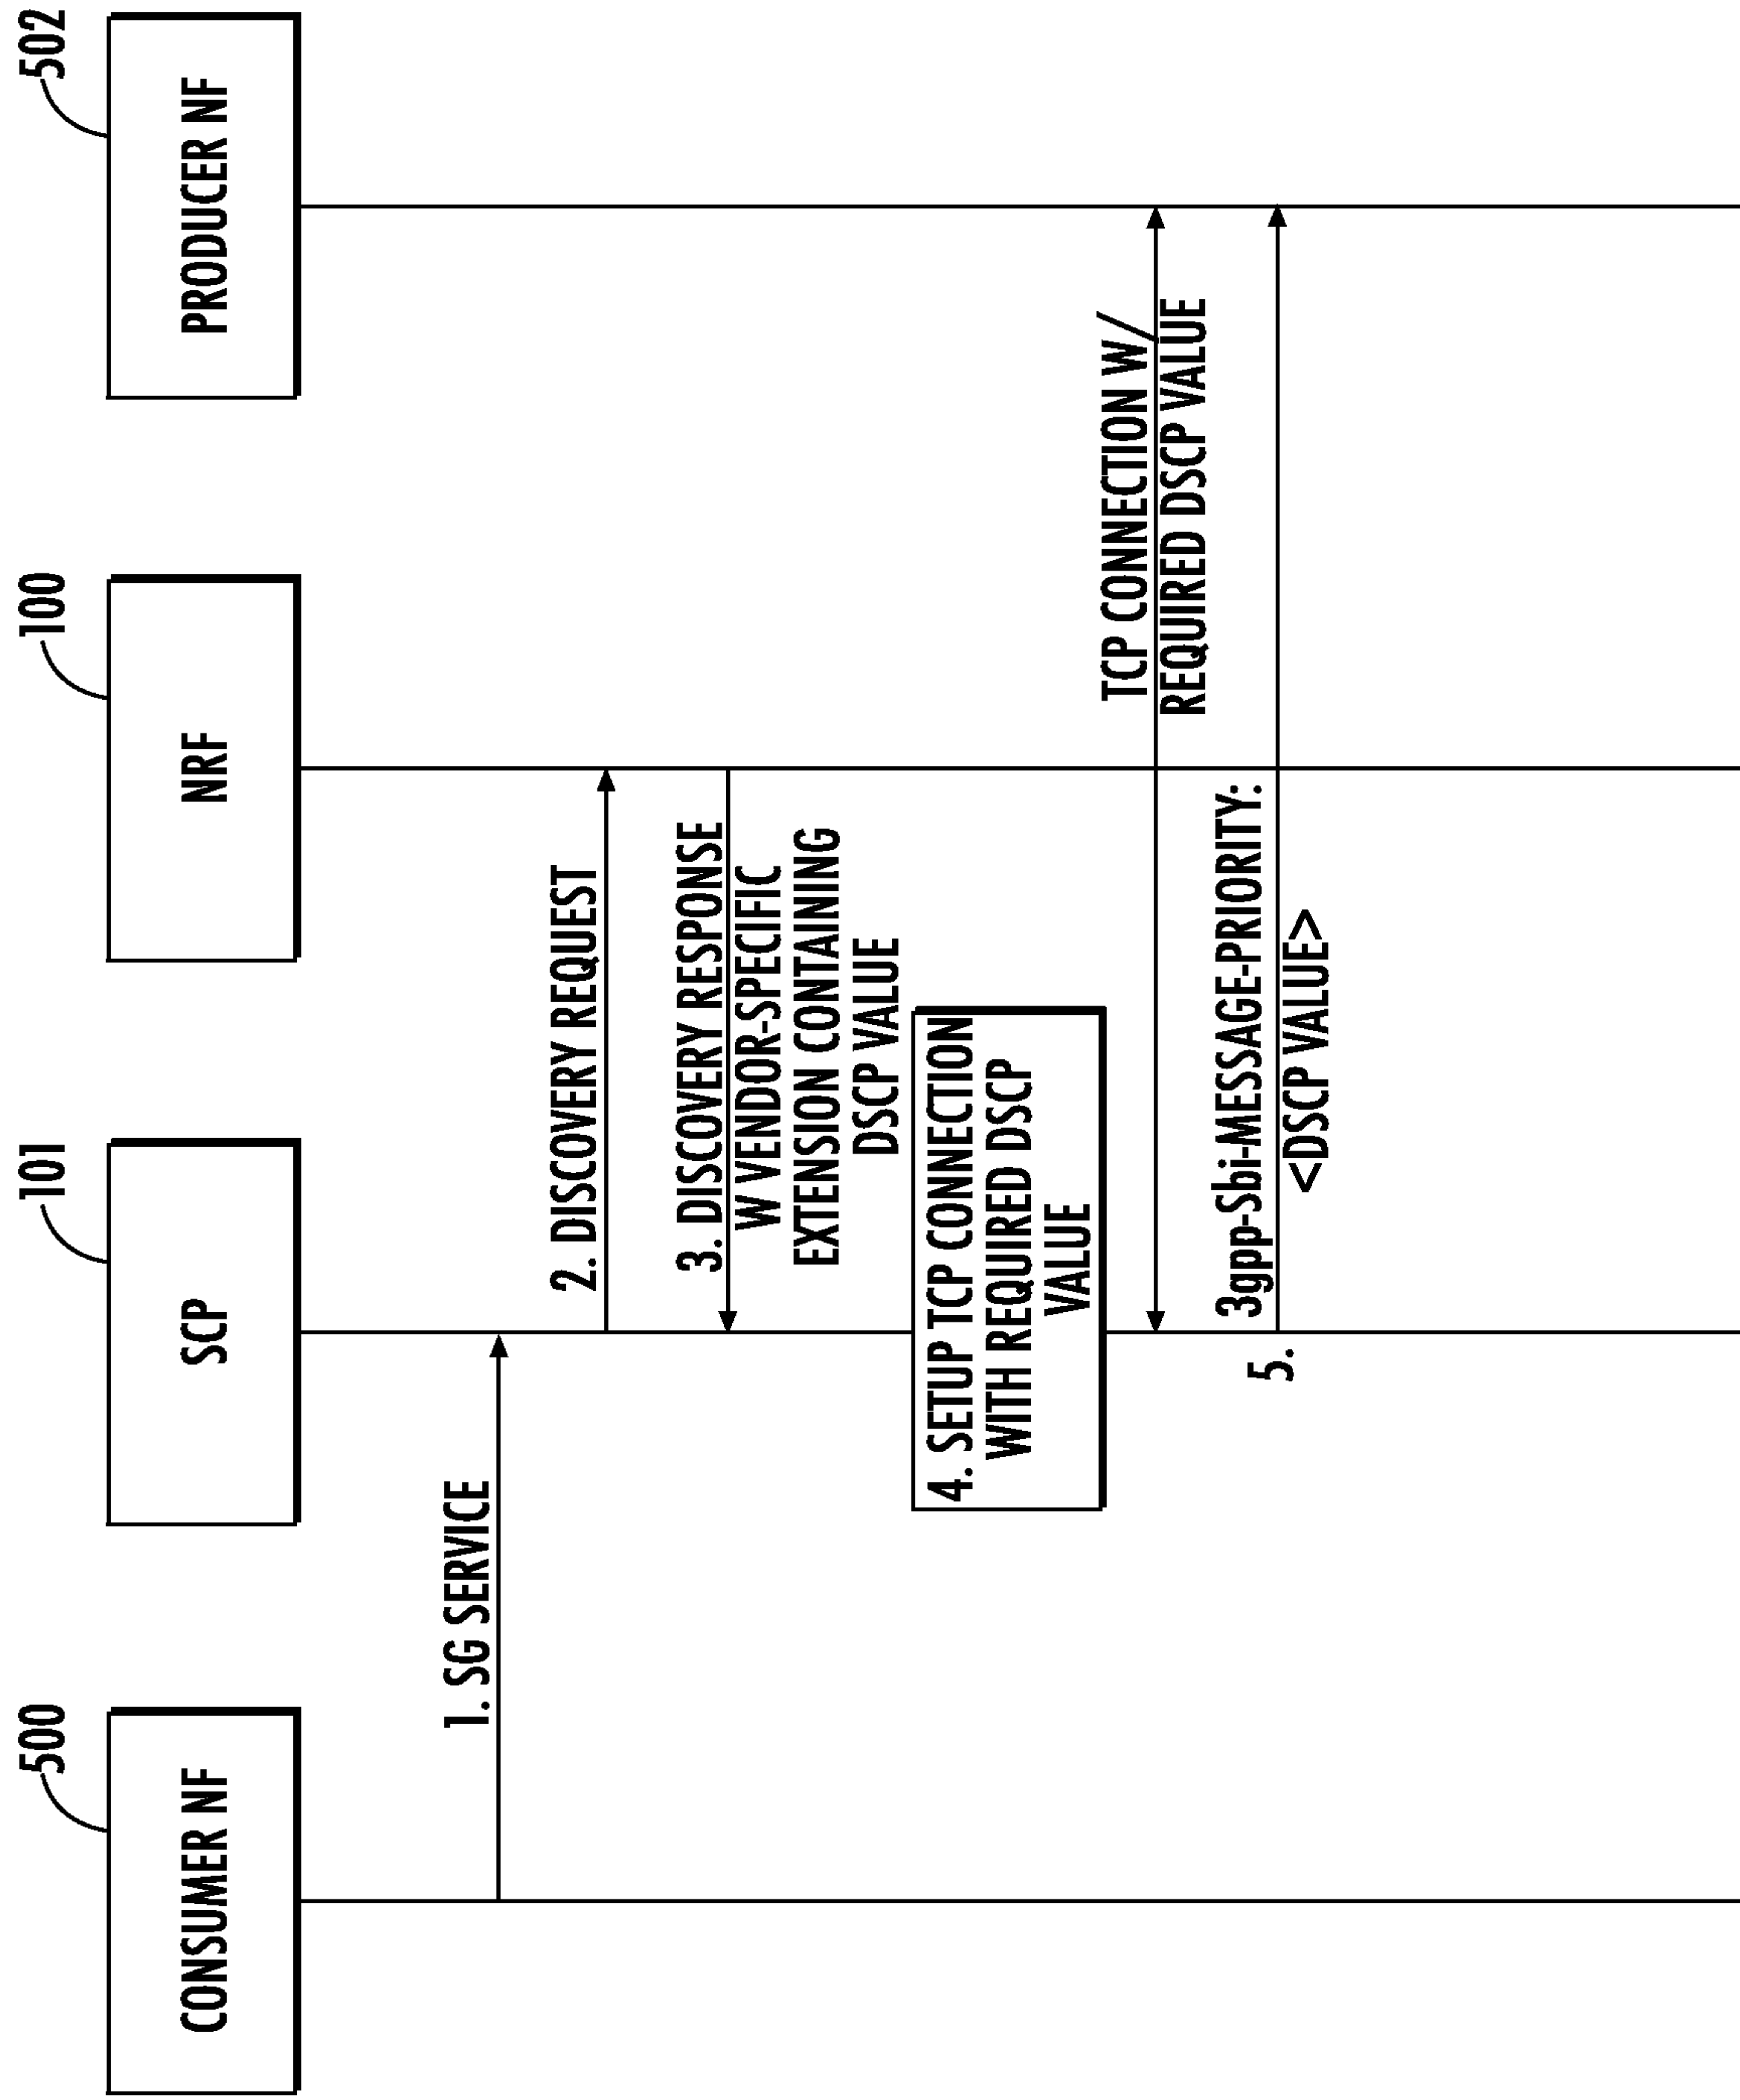 500
101
100
502
CONSUMER NF
SCP
NRF
PRODUCER NF
1. SG SERVICE
2. DISCOVERY REQUEST
3. DISCOVERY RESPONSE
W VENDOR-SPECIFIC
EXTENSION CONTAINING
DSCP VALUE
4. SETUP TCP CONNECTION
WITH REQUIRED DSCP
VALUE
TCP CONNECTION W/
REQUIRED DSCP VALUE
5.
3gpp-Sbi-MESSAGE-PRIORITY:
<DSCP VALUE>